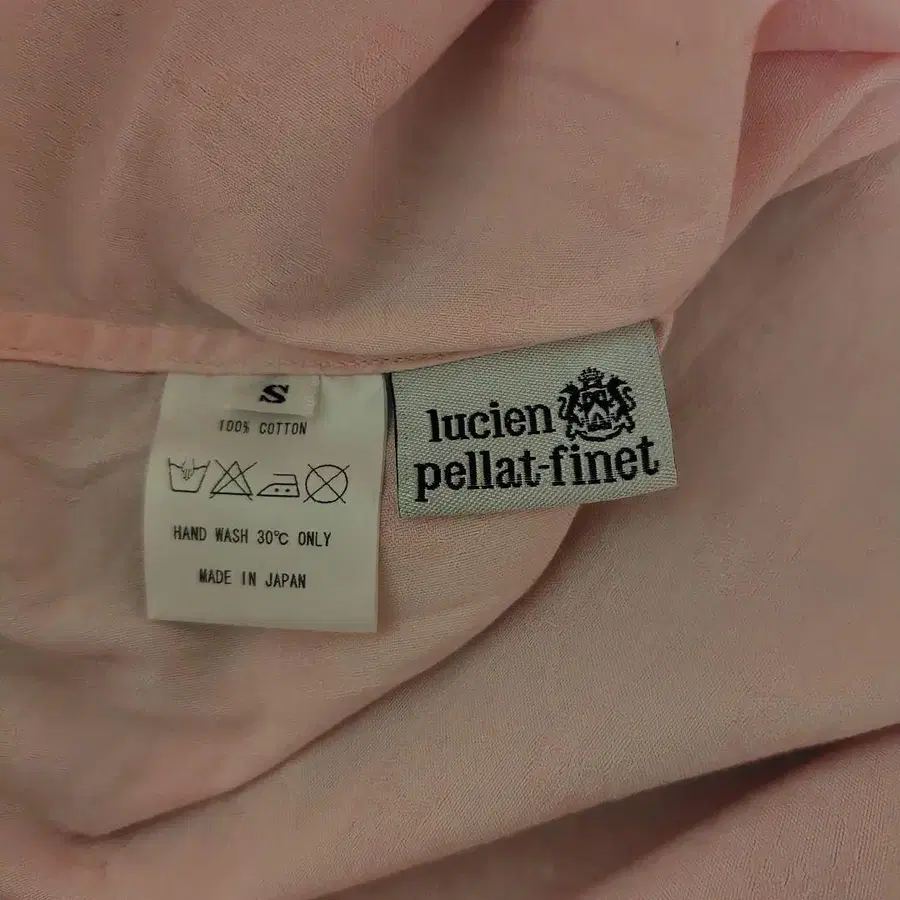 S
100% COTTON
HAND WASH 30℃ ONLY
MADE IN JAPAN
lucien
pellat-finet